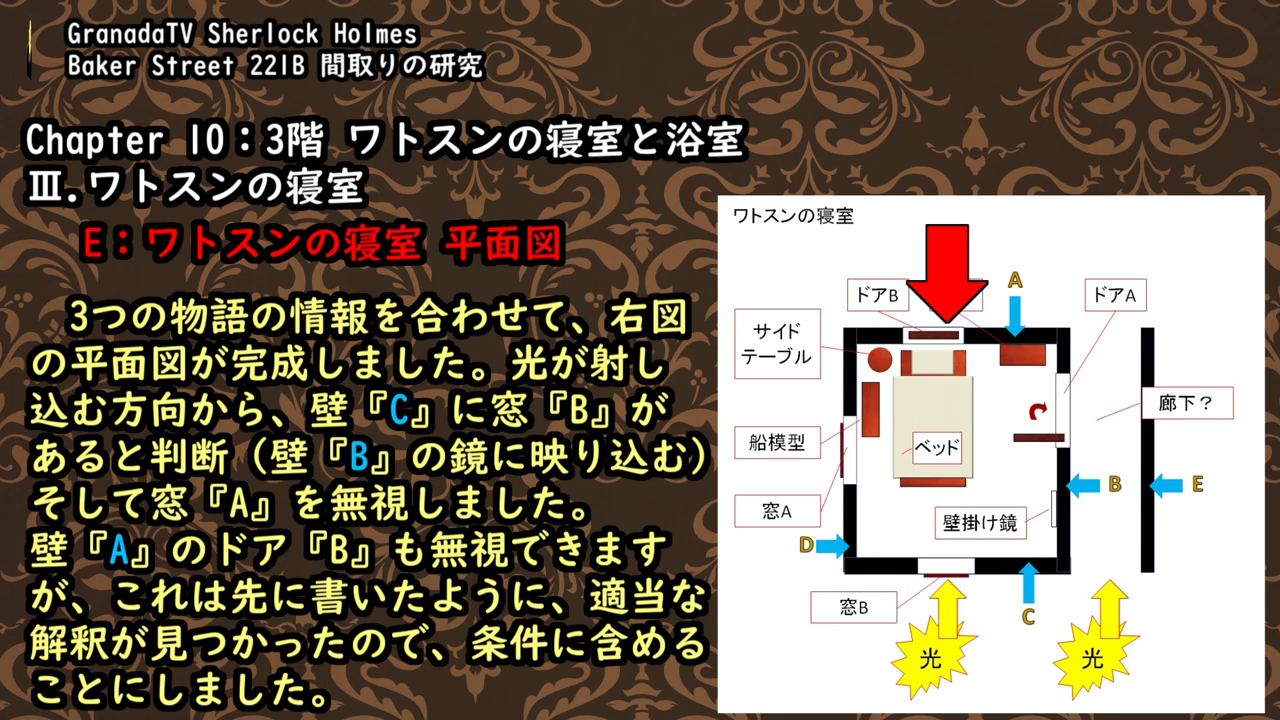 GranadaTV Sherlock Holmes
Baker Street 221B 間取りの研究
Chapter 10：3階 ワトスンの寝室と浴室
Ⅲ.ワトスンの寝室
E：ワトスンの寝室 平面図
3つの物語の情報を合わせて、右図
の平面図が完成しました。光が射し
込む方向から、壁『C』に窓『B』が
あると判断（壁『B』の鏡に映り込む）
そして窓『A』を無視しました。
壁『A』のドア『B』も無視できます
が、これは先に書いたように、適当な
解釈が見つかったので、条件に含める
ことにしました。
ワトスンの寝室
A
ドアB
ドアA
サイド
テーブル
廊下？
船模型
ベッド
B
E
窓A
壁掛け鏡
D
窓B
C
光
光